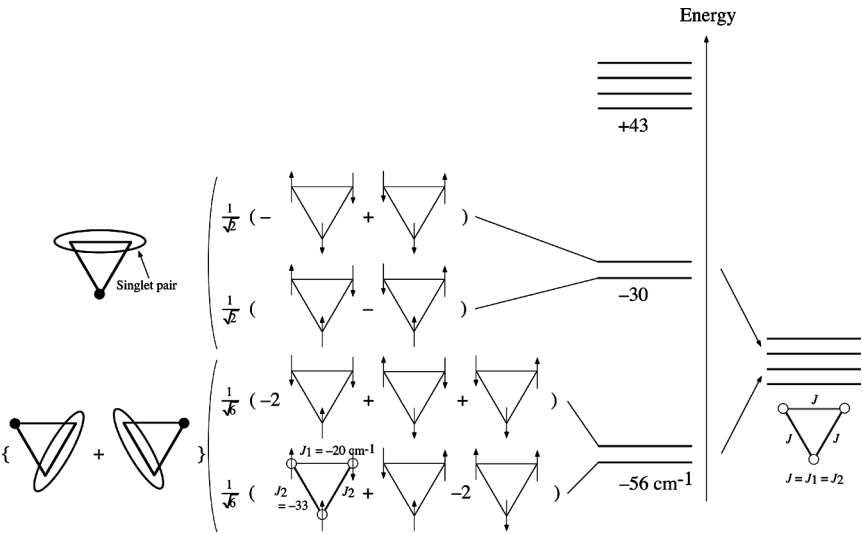 Energy
+43
1/√2 ( − + )
Singlet pair
1/√2 ( − )
−30
1/√6 ( −2 + + )
{ + }
J₁ = −20 cm⁻¹
1/√6 ( J₂ = −33 J₂ + −2 )
−56 cm⁻¹
J
J J
J = J₁ = J₂